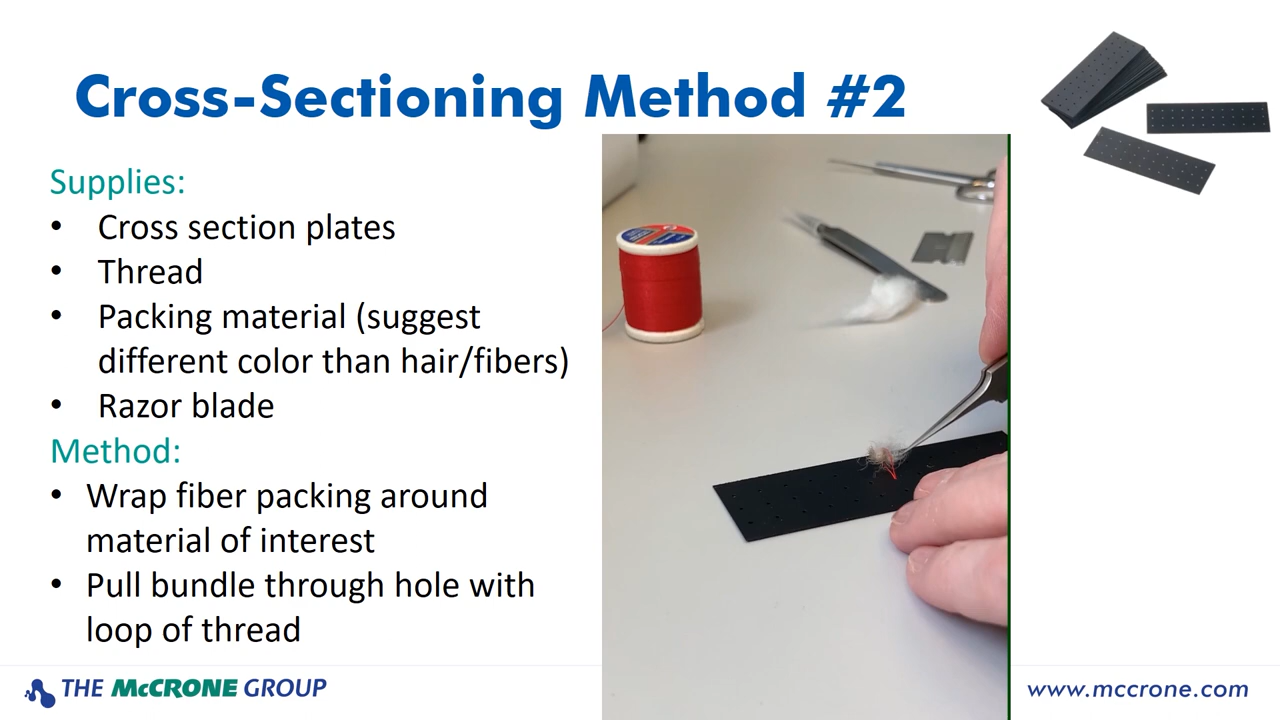 Cross-Sectioning Method #2
Supplies:
• Cross section plates
• Thread
• Packing material (suggest
different color than hair/fibers)
• Razor blade
Method:
• Wrap fiber packing around
material of interest
• Pull bundle through hole with
loop of thread
THE McCRONE GROUP
www.mccrone.com